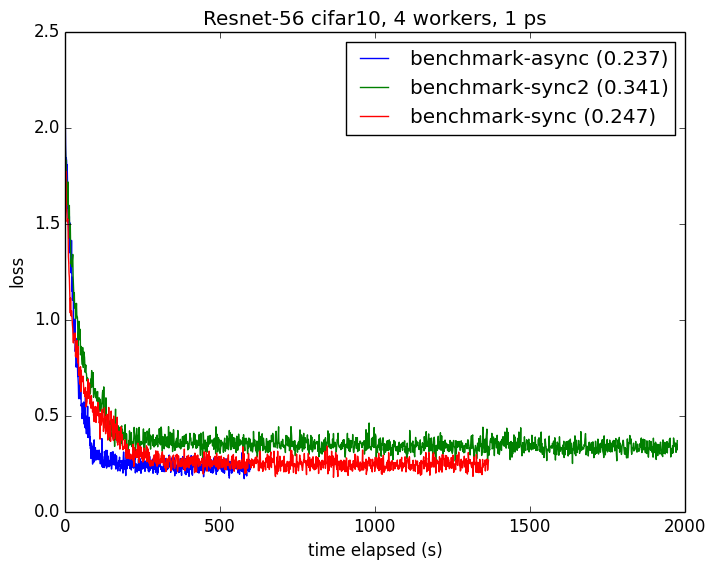 Resnet-56 cifar10, 4 workers, 1 ps
2.5
benchmark-async (0.237)
benchmark-sync2 (0.341)
benchmark-sync (0.247)
2.0
1.5
loss
1.0
0.5
0.0
0 500 1000 1500 2000
time elapsed (s)